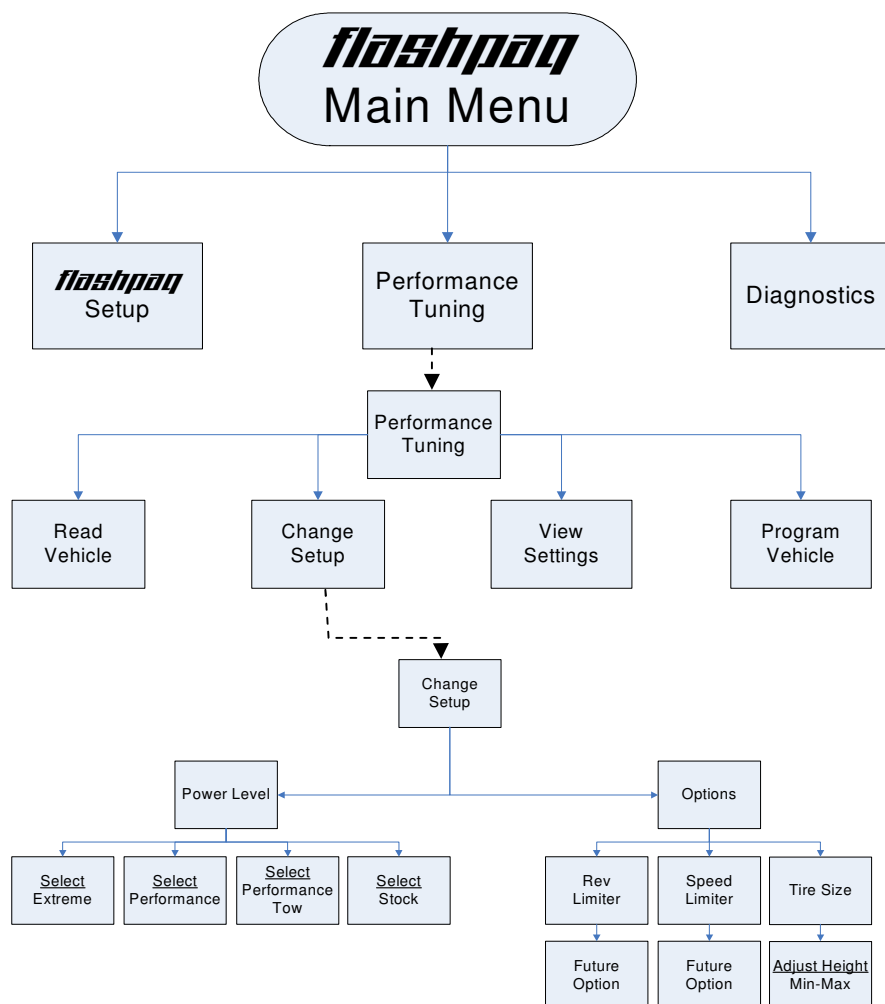 flashpaq
Main Menu
flashpaq
Setup
Performance
Tuning
Diagnostics
Performance
Tuning
Read
Vehicle
Change
Setup
View
Settings
Program
Vehicle
Change
Setup
Power Level
Options
Select
Extreme
Select
Performance
Select
Performance
Tow
Select
Stock
Rev
Limiter
Speed
Limiter
Tire Size
Future
Option
Future
Option
Adjust Height
Min-Max